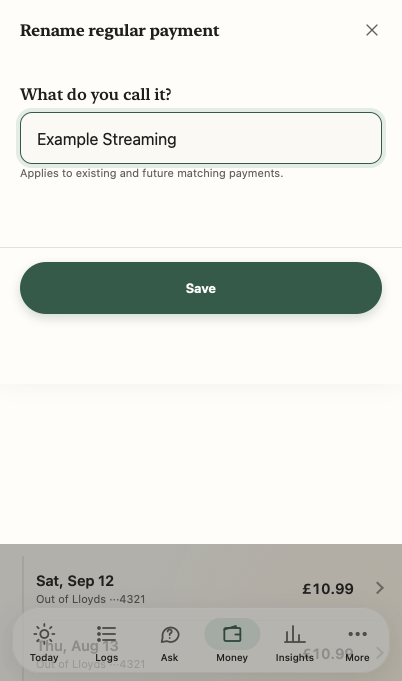 Rename regular payment
What do you call it?
Example Streaming
Applies to existing and future matching payments.
Save
Sat, Sep 12
£10.99
Out of Lloyds ···4321
Thu, Aug 13
£10.99
Out of Lloyds ···4321
Today
Logs
Ask
Money
Insights
More